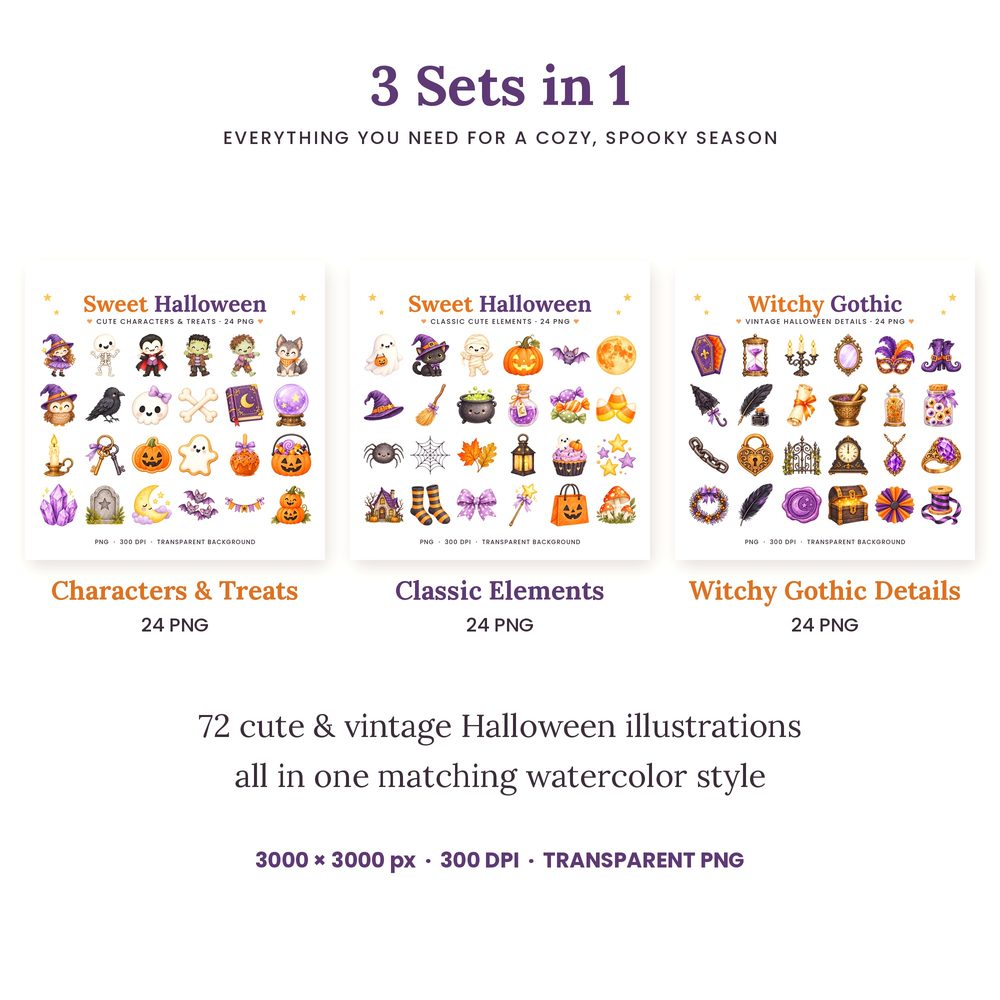 3 Sets in 1
EVERYTHING YOU NEED FOR A COZY, SPOOKY SEASON
Sweet Halloween
CUTE CHARACTERS & TREATS · 24 PNG
PNG · 300 DPI · TRANSPARENT BACKGROUND
Characters & Treats
24 PNG
Sweet Halloween
CLASSIC CUTE ELEMENTS · 24 PNG
PNG · 300 DPI · TRANSPARENT BACKGROUND
Classic Elements
24 PNG
Witchy Gothic
VINTAGE HALLOWEEN DETAILS · 24 PNG
PNG · 300 DPI · TRANSPARENT BACKGROUND
Witchy Gothic Details
24 PNG
72 cute & vintage Halloween illustrations
all in one matching watercolor style
3000 × 3000 px · 300 DPI · TRANSPARENT PNG